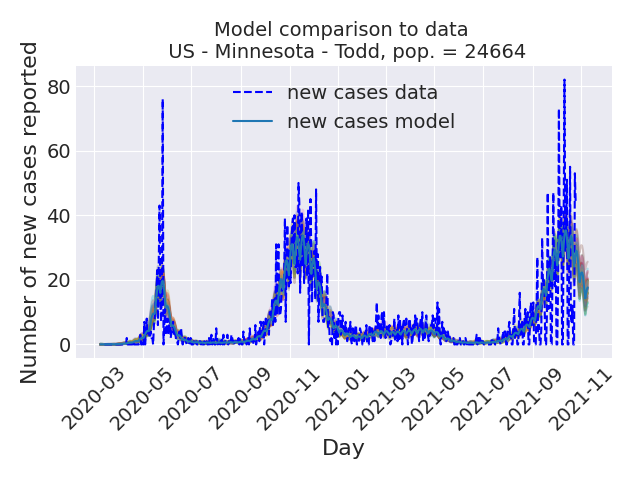 Model comparison to data
US - Minnesota - Todd, pop. = 24664
new cases data
new cases model
Number of new cases reported
80
60
40
20
0
2020-03
2020-05
2020-07
2020-09
2020-11
2021-01
2021-03
2021-05
2021-07
2021-09
2021-11
Day